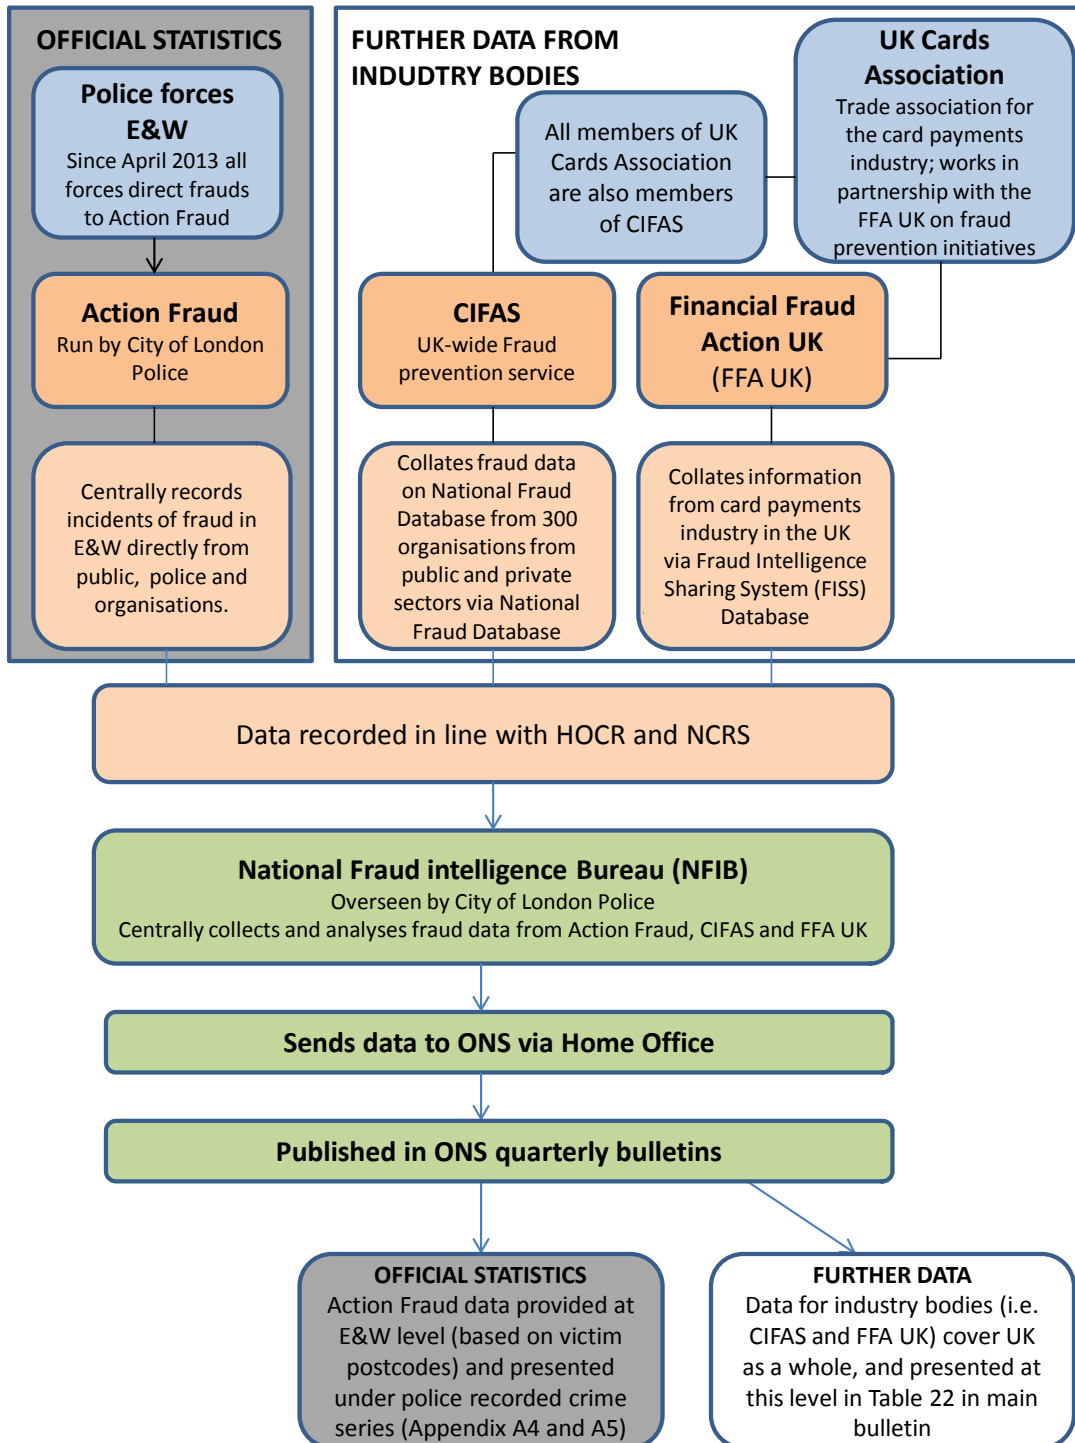 OFFICIAL STATISTICS
Police forces
E&W
Since April 2013 all
forces direct frauds
to Action Fraud
Action Fraud
Run by City of London
Police
Centrally records
incidents of fraud in
E&W directly from
public, police and
organisations.
FURTHER DATA FROM
INDUDTRY BODIES
All members of UK
Cards Association
are also members
of CIFAS
UK Cards
Association
Trade association for
the card payments
industry; works in
partnership with the
FFA UK on fraud
prevention initiatives
CIFAS
UK-wide Fraud
prevention service
Financial Fraud
Action UK
(FFA UK)
Collates fraud data
on National Fraud
Database from 300
organisations from
public and private
sectors via National
Fraud Database
Collates information
from card payments
industry in the UK
via Fraud Intelligence
Sharing System (FISS)
Database
Data recorded in line with HOCR and NCRS
National Fraud intelligence Bureau (NFIB)
Overseen by City of London Police
Centrally collects and analyses fraud data from Action Fraud, CIFAS and FFA UK
Sends data to ONS via Home Office
Published in ONS quarterly bulletins
OFFICIAL STATISTICS
Action Fraud data provided at
E&W level (based on victim
postcodes) and presented
under police recorded crime
series (Appendix A4 and A5)
FURTHER DATA
Data for industry bodies (i.e.
CIFAS and FFA UK) cover UK
as a whole, and presented at
this level in Table 22 in main
bulletin